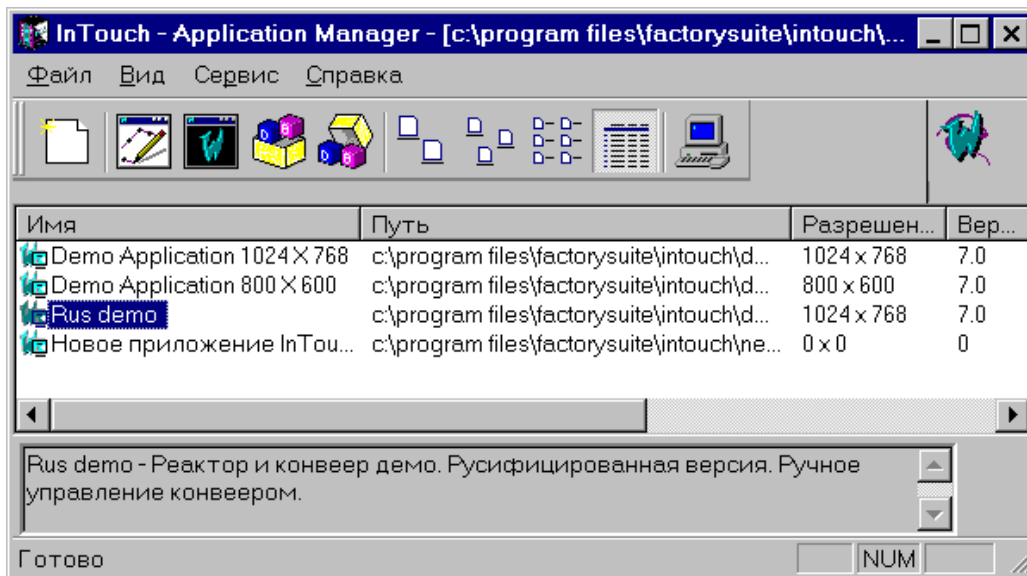 InTouch - Application Manager - [c:\program files\factorysuite\intouch\...
Файл Вид Сервис Справка
Имя Путь Разрешен... Вер...
Demo Application 1024 X 768 c:\program files\factorysuite\intouch\d... 1024 x 768 7.0
Demo Application 800 X 600 c:\program files\factorysuite\intouch\d... 800 x 600 7.0
Rus demo c:\program files\factorysuite\intouch\d... 1024 x 768 7.0
Новое приложение InTou... c:\program files\factorysuite\intouch\ne... 0 x 0 0
Rus demo - Реактор и конвеер демо. Русифицированная версия. Ручное
управление конвеером.
Готово NUM